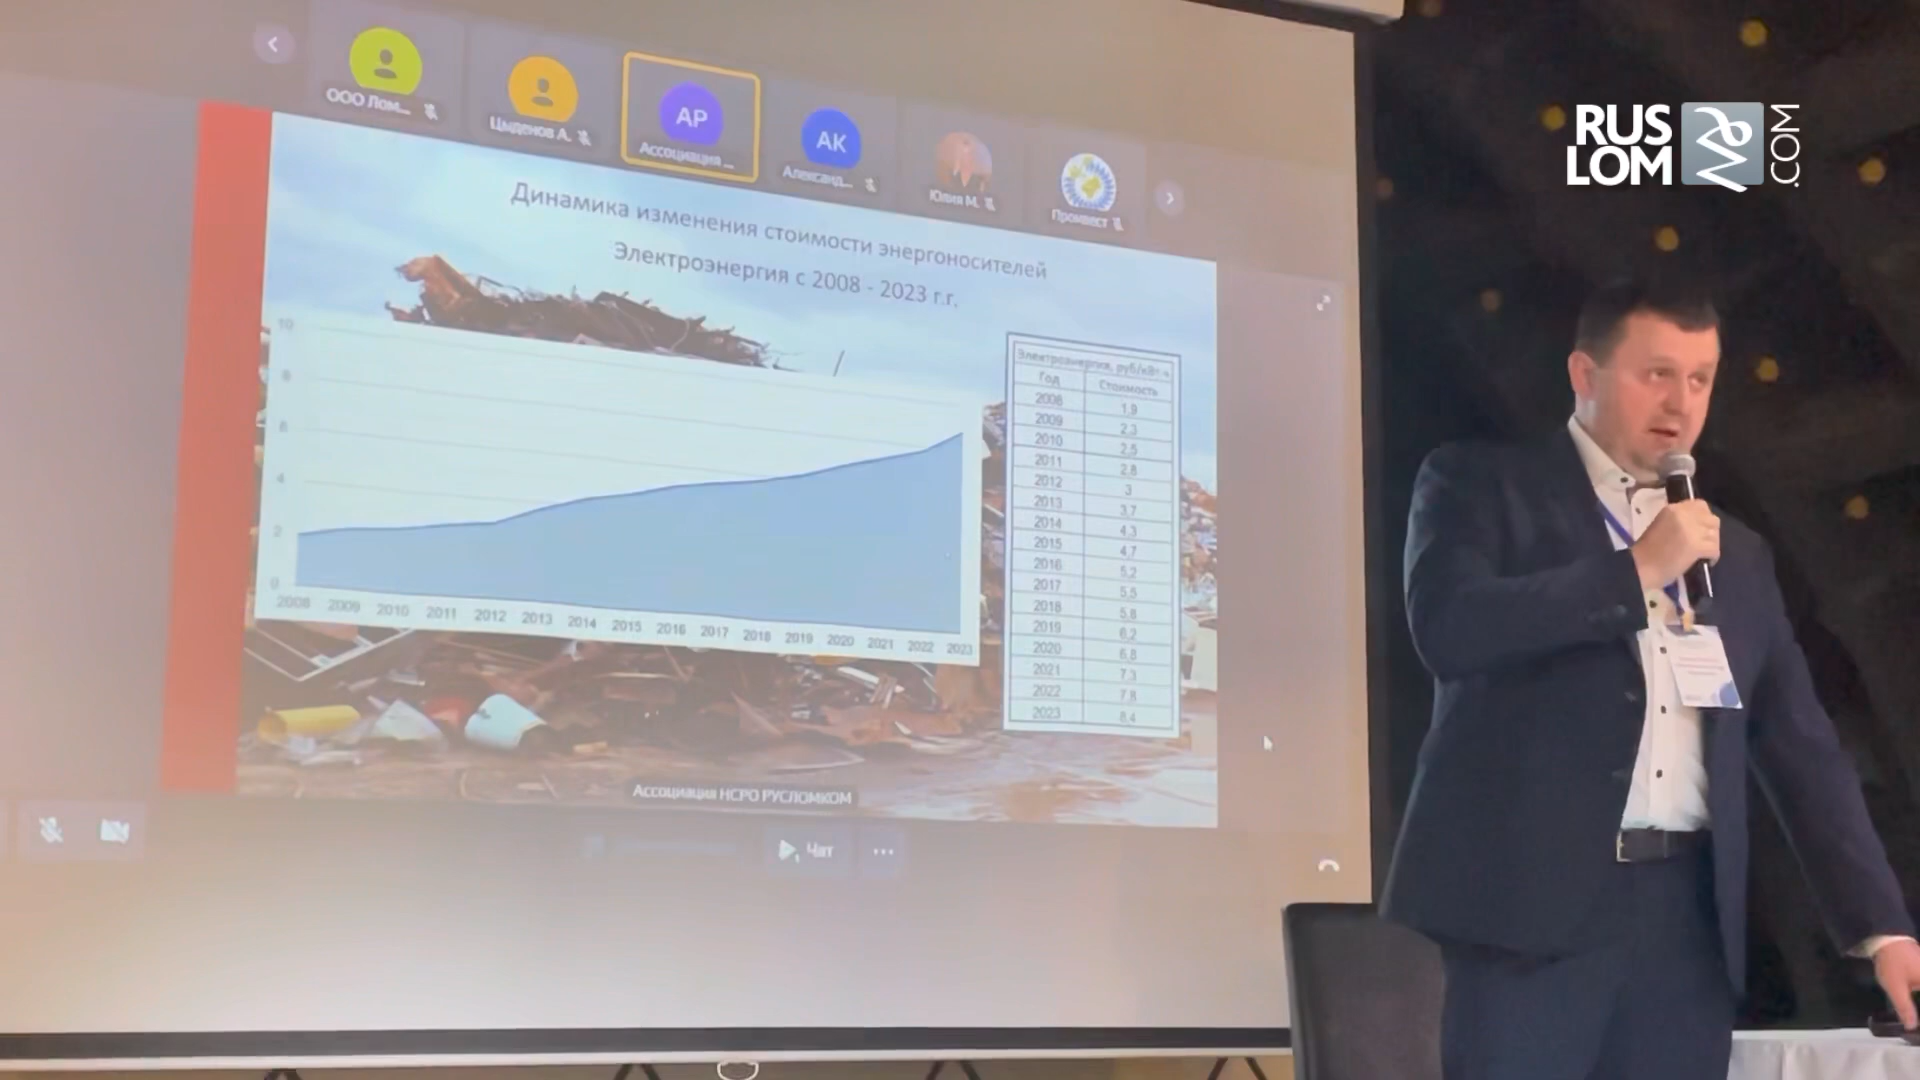 ООО Лом...
Цыденов А.
АР
Ассоциация ...
АК
Александ...
Юлия М.
Промвест
RUS
LOM
.COM
Динамика изменения стоимости энергоносителей
Электроэнергия с 2008 - 2023 г.г.
10
8
6
4
2
0
2008 2009 2010 2011 2012 2013 2014 2015 2016 2017 2018 2019 2020 2021 2022 2023
Электроэнергия, руб/кВт ч
Год Стоимость
2008 1,9
2009 2,3
2010 2,5
2011 2,8
2012 3
2013 3,7
2014 4,3
2015 4,7
2016 5,2
2017 5,5
2018 5,8
2019 6,2
2020 6,8
2021 7,3
2022 7,8
2023 8,4
Ассоциация НСРО РУСЛОМКОМ
Чат